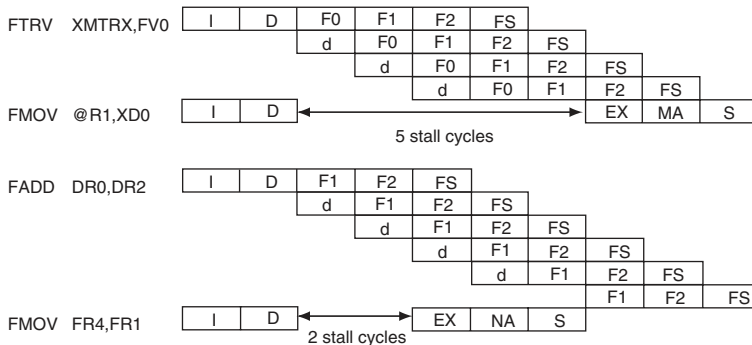 FTRV XMTRX,FV0 I D F0 F1 F2 FS
d F0 F1 F2 FS
d F0 F1 F2 FS
d F0 F1 F2 FS
FMOV @R1,XD0 I D EX MA S
5 stall cycles
FADD DR0,DR2 I D F1 F2 FS
d F1 F2 FS
d F1 F2 FS
d F1 F2 FS
d F1 F2 FS
F1 F2 FS
FMOV FR4,FR1 I D EX NA S
2 stall cycles